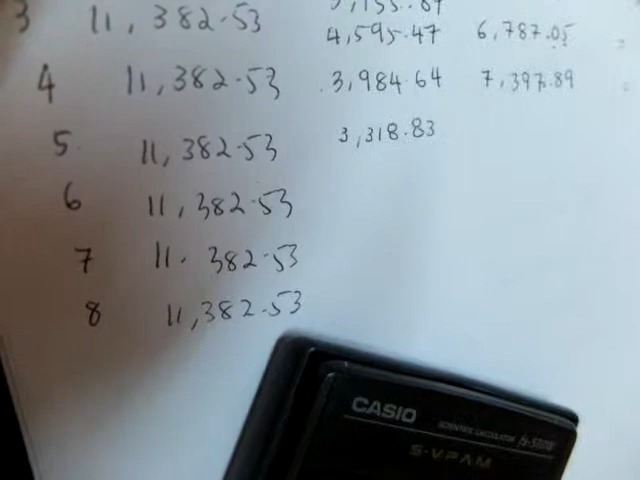 3 11,382.53 4,595.47 6,787.05
4 11,382.53 3,984.64 7,397.89
5 11,382.53 3,318.83
6 11,382.53
7 11. 382.53
8 11,382.53
CASIO
SCIENTIFIC CALCULATOR
S-V.P.A.M.